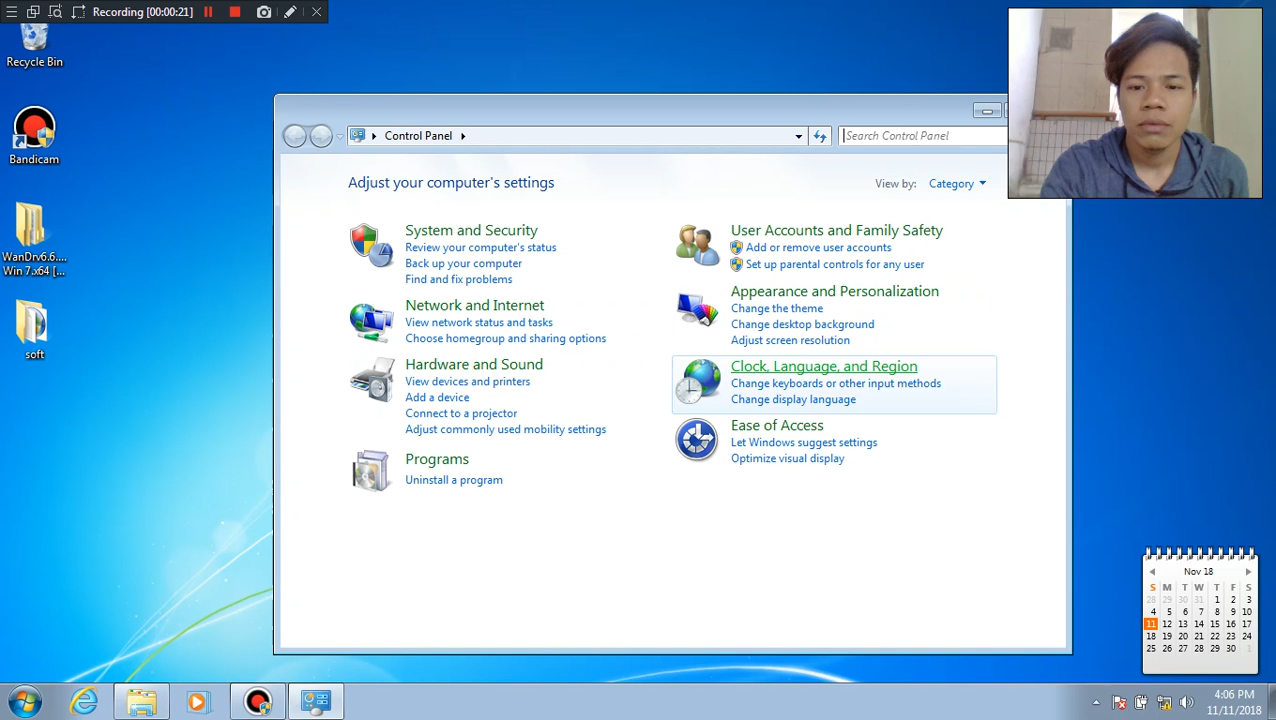 Recording [00:00:21]
Recycle Bin
Bandicam
WanDrv6.6....
Win 7.x64 [...
soft
Control Panel
Search Control Panel
Adjust your computer's settings
View by: Category
System and Security
Review your computer's status
Back up your computer
Find and fix problems
Network and Internet
View network status and tasks
Choose homegroup and sharing options
Hardware and Sound
View devices and printers
Add a device
Connect to a projector
Adjust commonly used mobility settings
Programs
Uninstall a program
User Accounts and Family Safety
Add or remove user accounts
Set up parental controls for any user
Appearance and Personalization
Change the theme
Change desktop background
Adjust screen resolution
Clock, Language, and Region
Change keyboards or other input methods
Change display language
Ease of Access
Let Windows suggest settings
Optimize visual display
Nov 18
S M T W T F S
28 29 30 31 1 2 3
4 5 6 7 8 9 10
11 12 13 14 15 16 17
18 19 20 21 22 23 24
25 26 27 28 29 30 1
4:06 PM
11/11/2018